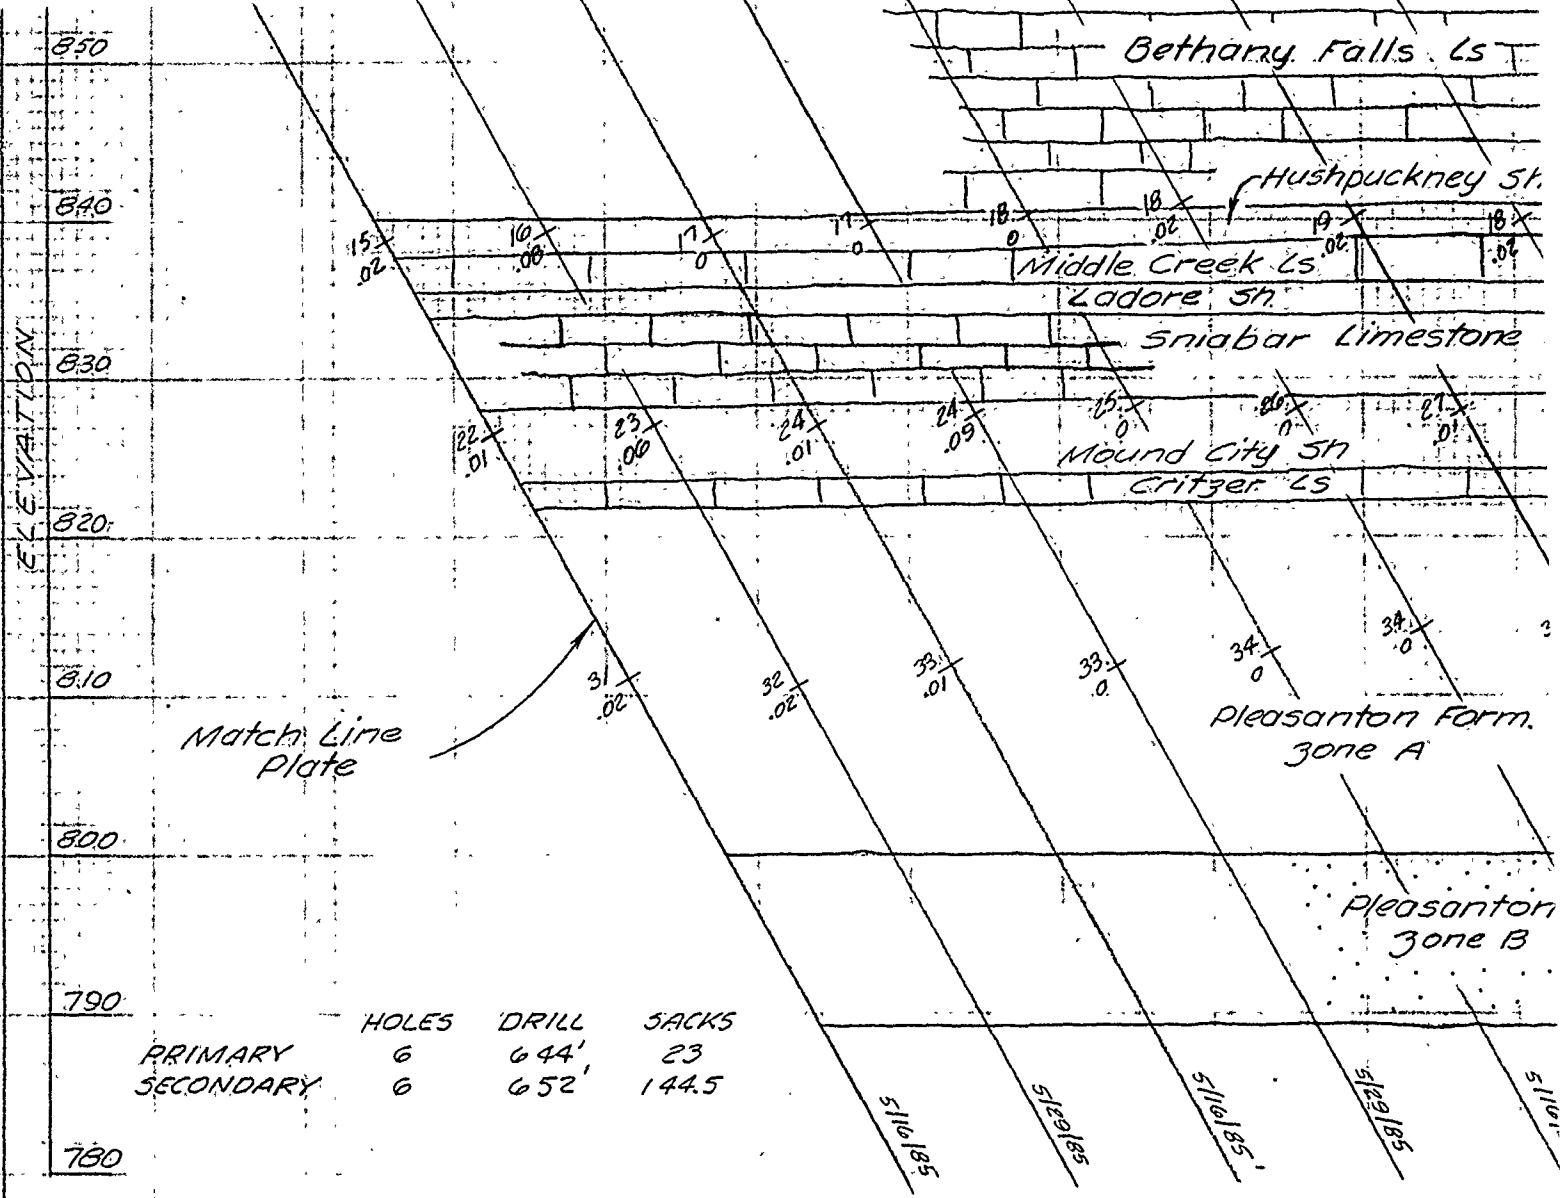 850
Bethany Falls Ls
Hushpuckney Sh.
840
15 .02
16 .08
17 0
17 0
18 0
18 .02
19 .02
18 .02
Middle Creek Ls
Ladore Sh
Sniabar Limestone
ELEVATION
830
22 .01
23 .06
24 .01
24 .09
25 0
26 0
27 .01
Mound City Sh
Critzer Ls
820
31 .02
32 .02
33 .01
33 0
34 0
34 0
810
Match Line
Plate
Pleasanton Form.
Zone A
800
Pleasanton
Zone B
790
HOLES DRILL SACKS
PRIMARY 6 644' 23
SECONDARY 6 652' 144.5
5/16/85
5/29/85
5/16/85
5/29/85
780